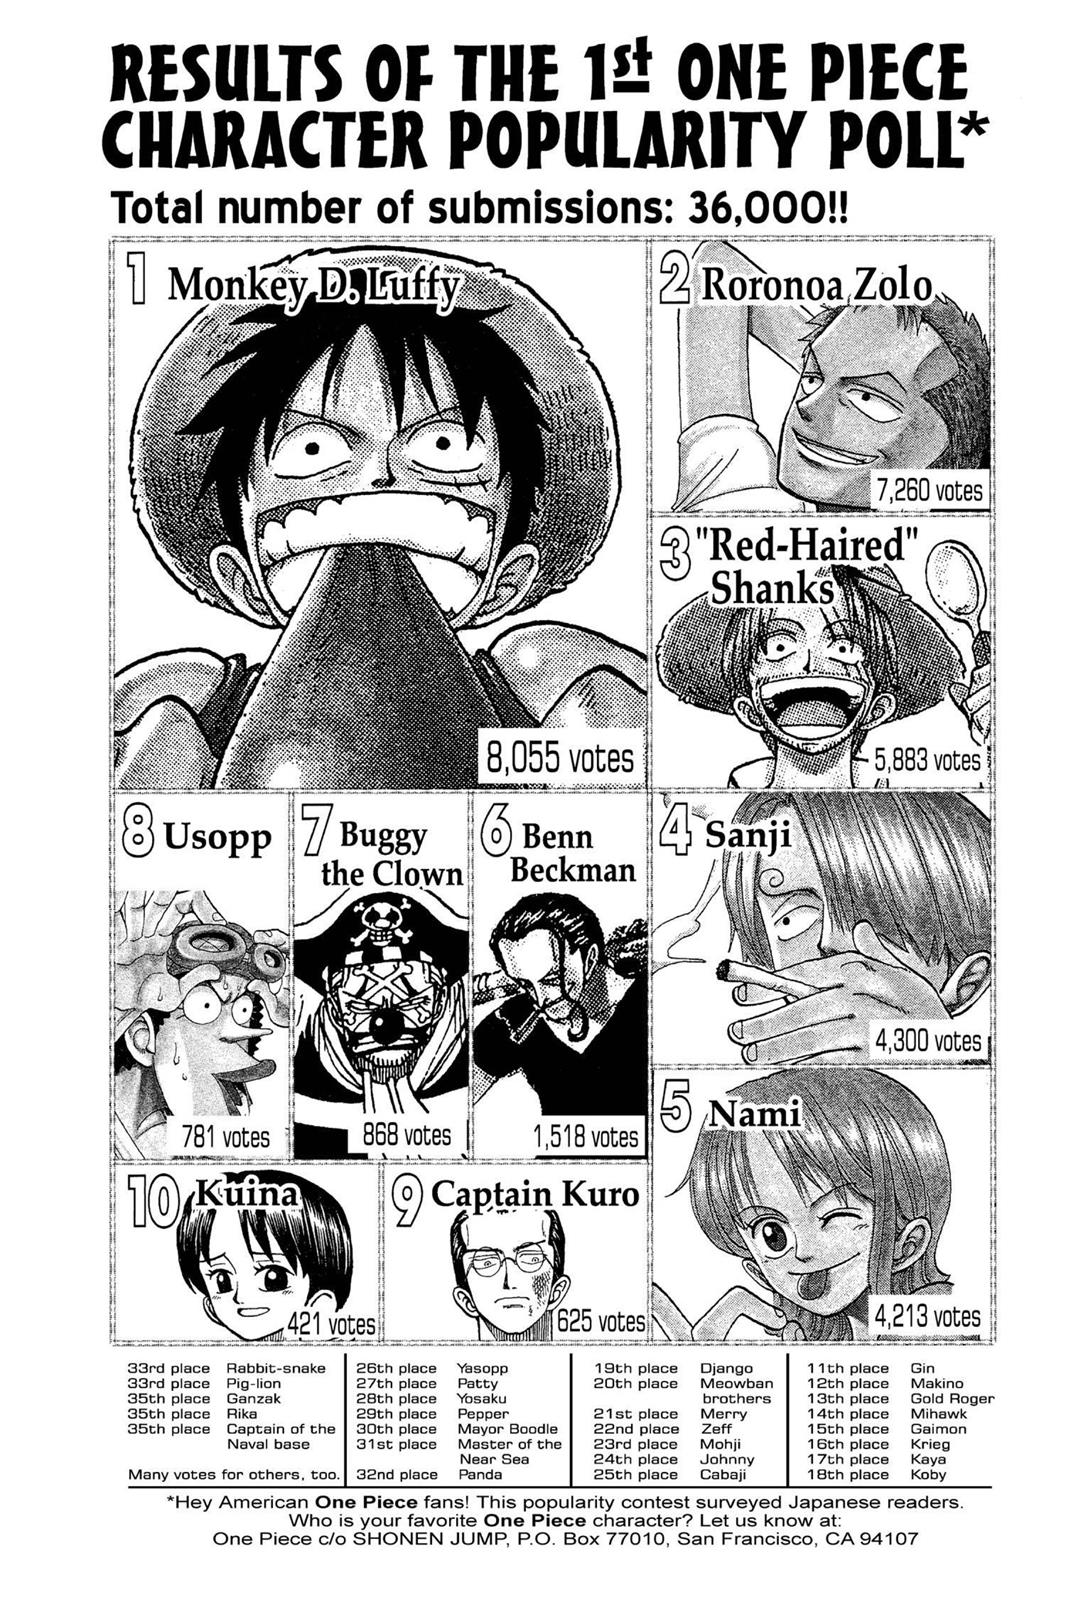 RESULTS OF THE 1st ONE PIECE
CHARACTER POPULARITY POLL*
Total number of submissions: 36,000!!
1 Monkey D. Luffy
8,055 votes
2 Roronoa Zolo
7,260 votes
3 "Red-Haired"
Shanks
5,883 votes
4 Sanji
4,300 votes
5 Nami
4,213 votes
6 Benn
Beckman
1,518 votes
7 Buggy
the Clown
868 votes
8 Usopp
781 votes
9 Captain Kuro
625 votes
10 Kuina
421 votes
11th place Gin
12th place Makino
13th place Gold Roger
14th place Mihawk
15th place Gaimon
16th place Krieg
17th place Kaya
18th place Koby
19th place Django
20th place Meowban
brothers
21st place Merry
22nd place Zeff
23rd place Mohji
24th place Johnny
25th place Cabaji
26th place Yasopp
27th place Patty
28th place Yosaku
29th place Pepper
30th place Mayor Boodle
31st place Master of the
Near Sea
32nd place Panda
33rd place Rabbit-snake
33rd place Pig-lion
35th place Ganzak
35th place Rika
35th place Captain of the
Naval base
Many votes for others, too.
*Hey American One Piece fans! This popularity contest surveyed Japanese readers.
Who is your favorite One Piece character? Let us know at:
One Piece c/o SHONEN JUMP, P.O. Box 77010, San Francisco, CA 94107